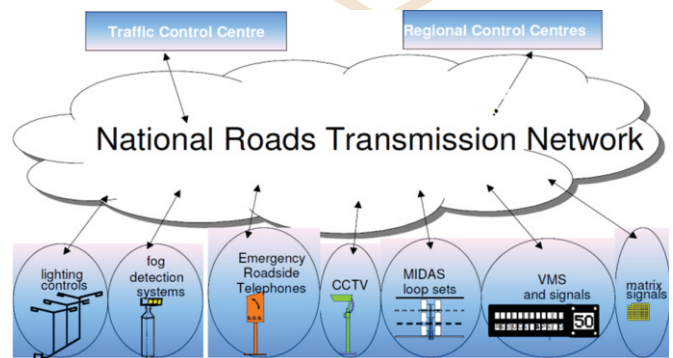 Traffic Control Centre
Regional Control Centres
National Roads Transmission Network
lighting
controls
fog
detection
systems
Emergency
Roadside
Telephones
S.O.S.
CCTV
MIDAS
loop sets
VMS
and signals
50
matrix
signals